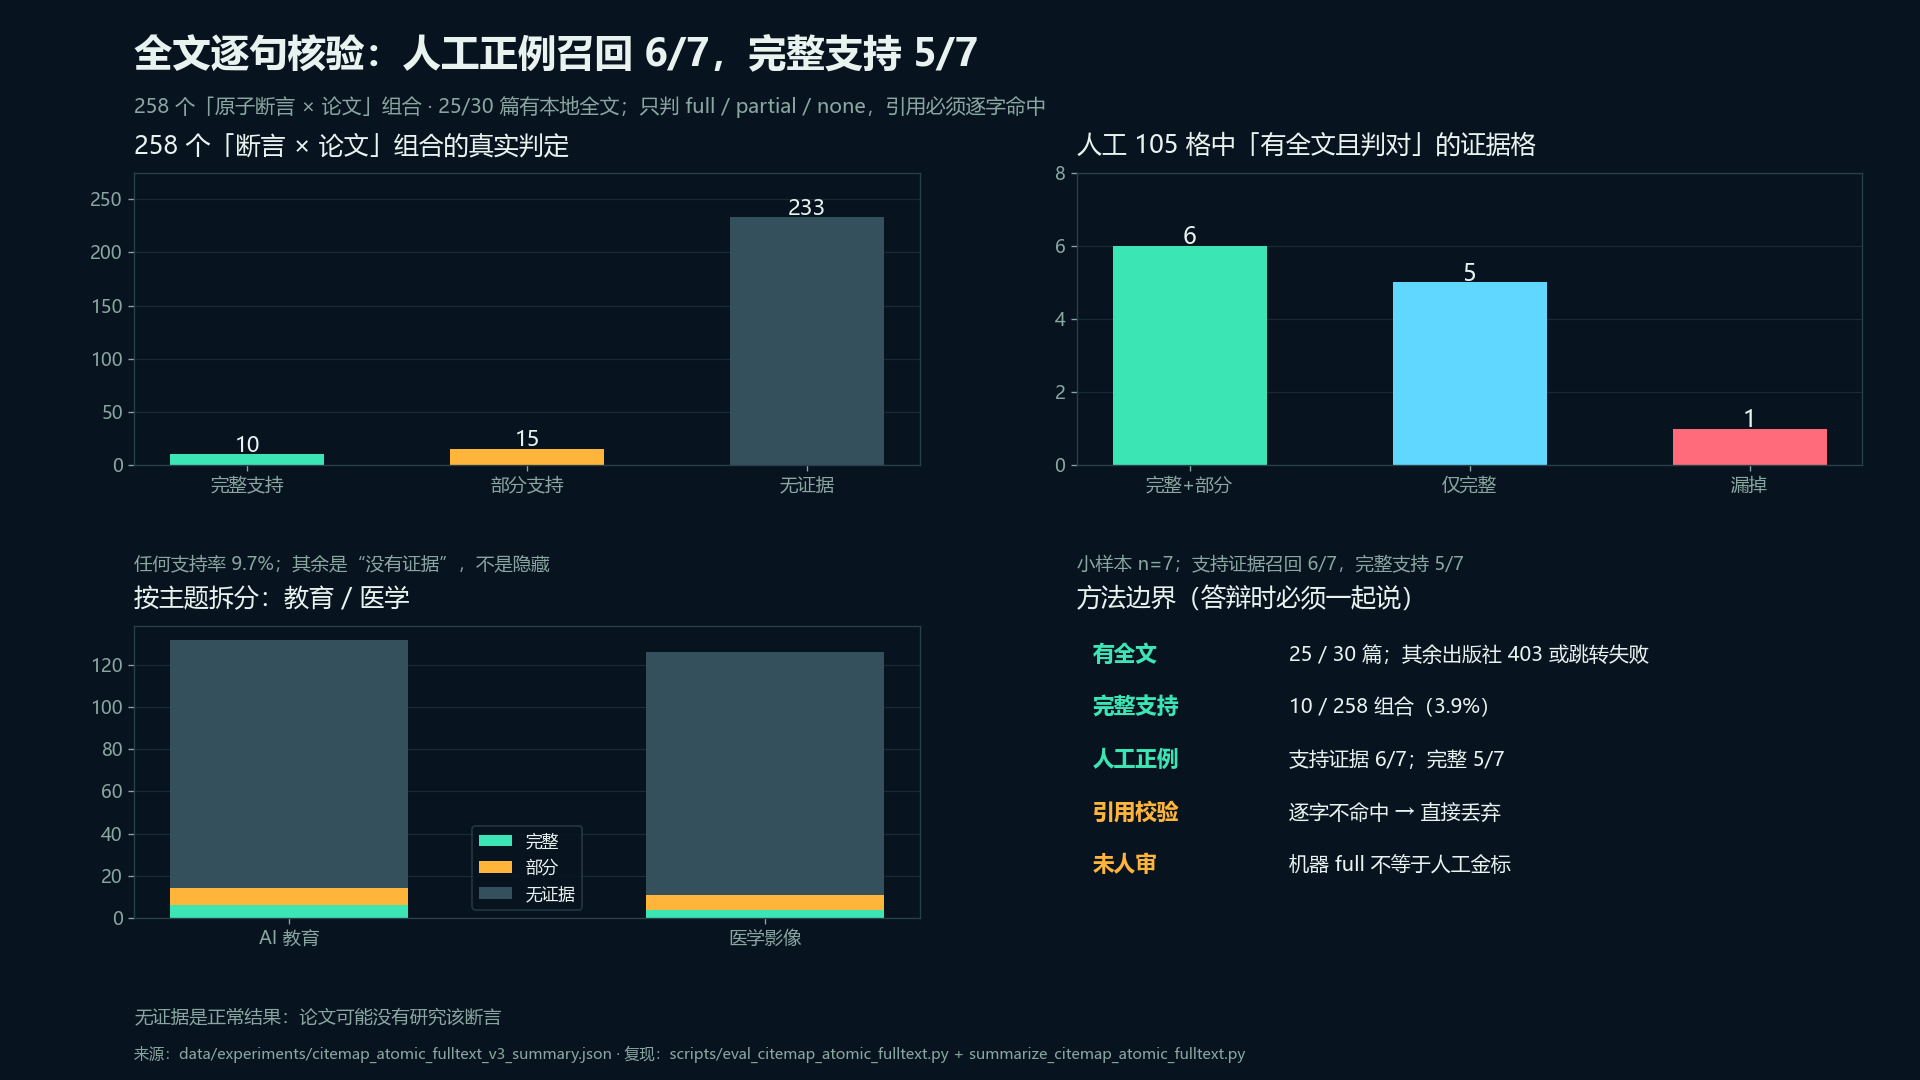 全文逐句核验：人工正例召回 6/7，完整支持 5/7
258 个「原子断言 × 论文」组合 · 25/30 篇有本地全文；只判 full / partial / none，引用必须逐字命中
258 个「断言 × 论文」组合的真实判定
250
200
150
100
50
0
10
15
233
完整支持
部分支持
无证据
任何支持率 9.7%；其余是“没有证据”，不是隐藏
人工 105 格中「有全文且判对」的证据格
8
6
4
2
0
6
5
1
完整+部分
仅完整
漏掉
小样本 n=7；支持证据召回 6/7，完整支持 5/7
按主题拆分：教育 / 医学
120
100
80
60
40
20
0
完整
部分
无证据
AI 教育
医学影像
方法边界（答辩时必须一起说）
有全文 25 / 30 篇；其余出版社 403 或跳转失败
完整支持 10 / 258 组合（3.9%）
人工正例 支持证据 6/7；完整 5/7
引用校验 逐字不命中 → 直接丢弃
未人审 机器 full 不等于人工金标
无证据是正常结果：论文可能没有研究该断言
来源：data/experiments/citemap_atomic_fulltext_v3_summary.json · 复现：scripts/eval_citemap_atomic_fulltext.py + summarize_citemap_atomic_fulltext.py